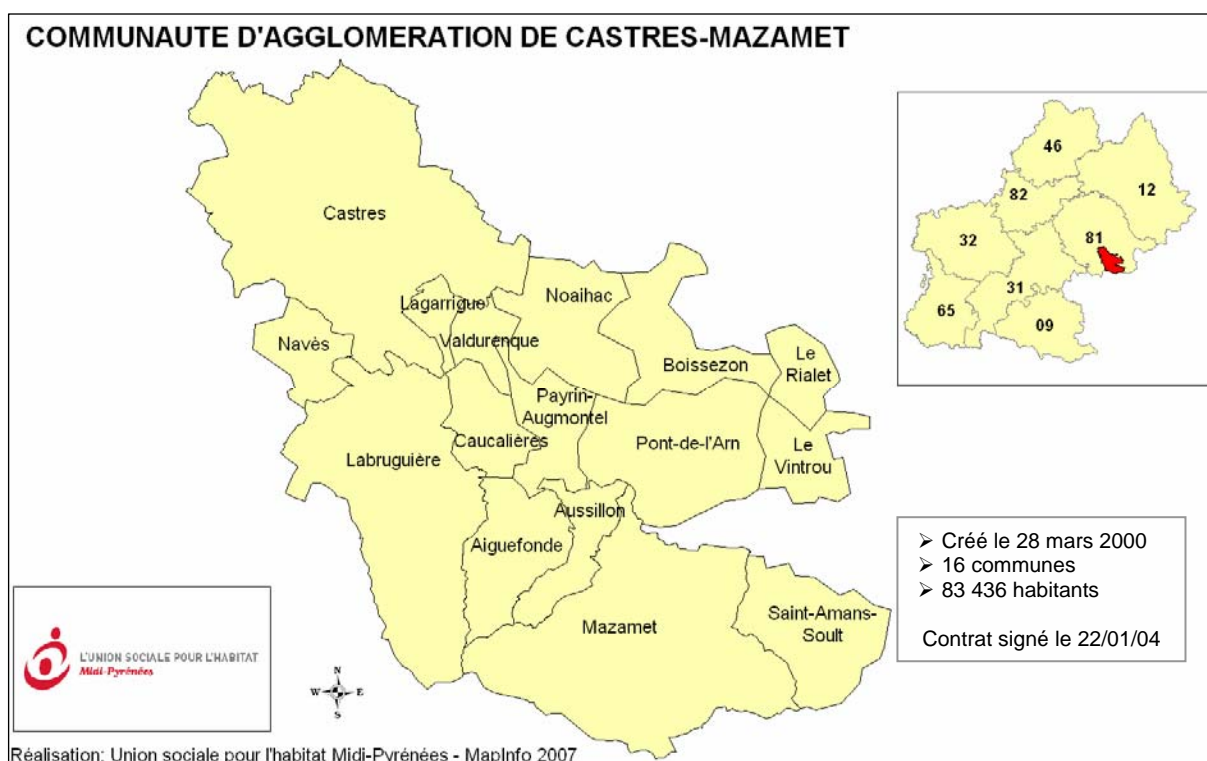 COMMUNAUTE D'AGGLOMERATION DE CASTRES-MAZAMET
46
82
12
32
81
31
65
09
Castres
Lagarrigue
Noaihac
Navès
Valdurenque
Boissezon
Le
Rialet
Payrin-
Augmontel
Caucalières
Pont-de-l'Arn
Le
Vintrou
Labruguière
Aussillon
Aiguefonde
Mazamet
Saint-Amans-
Soult
➢ Créé le 28 mars 2000
➢ 16 communes
➢ 83 436 habitants
Contrat signé le 22/01/04
L'UNION SOCIALE POUR L'HABITAT
Midi-Pyrénées
N
W E
S
Réalisation: Union sociale pour l'habitat Midi-Pyrénées - MapInfo 2007